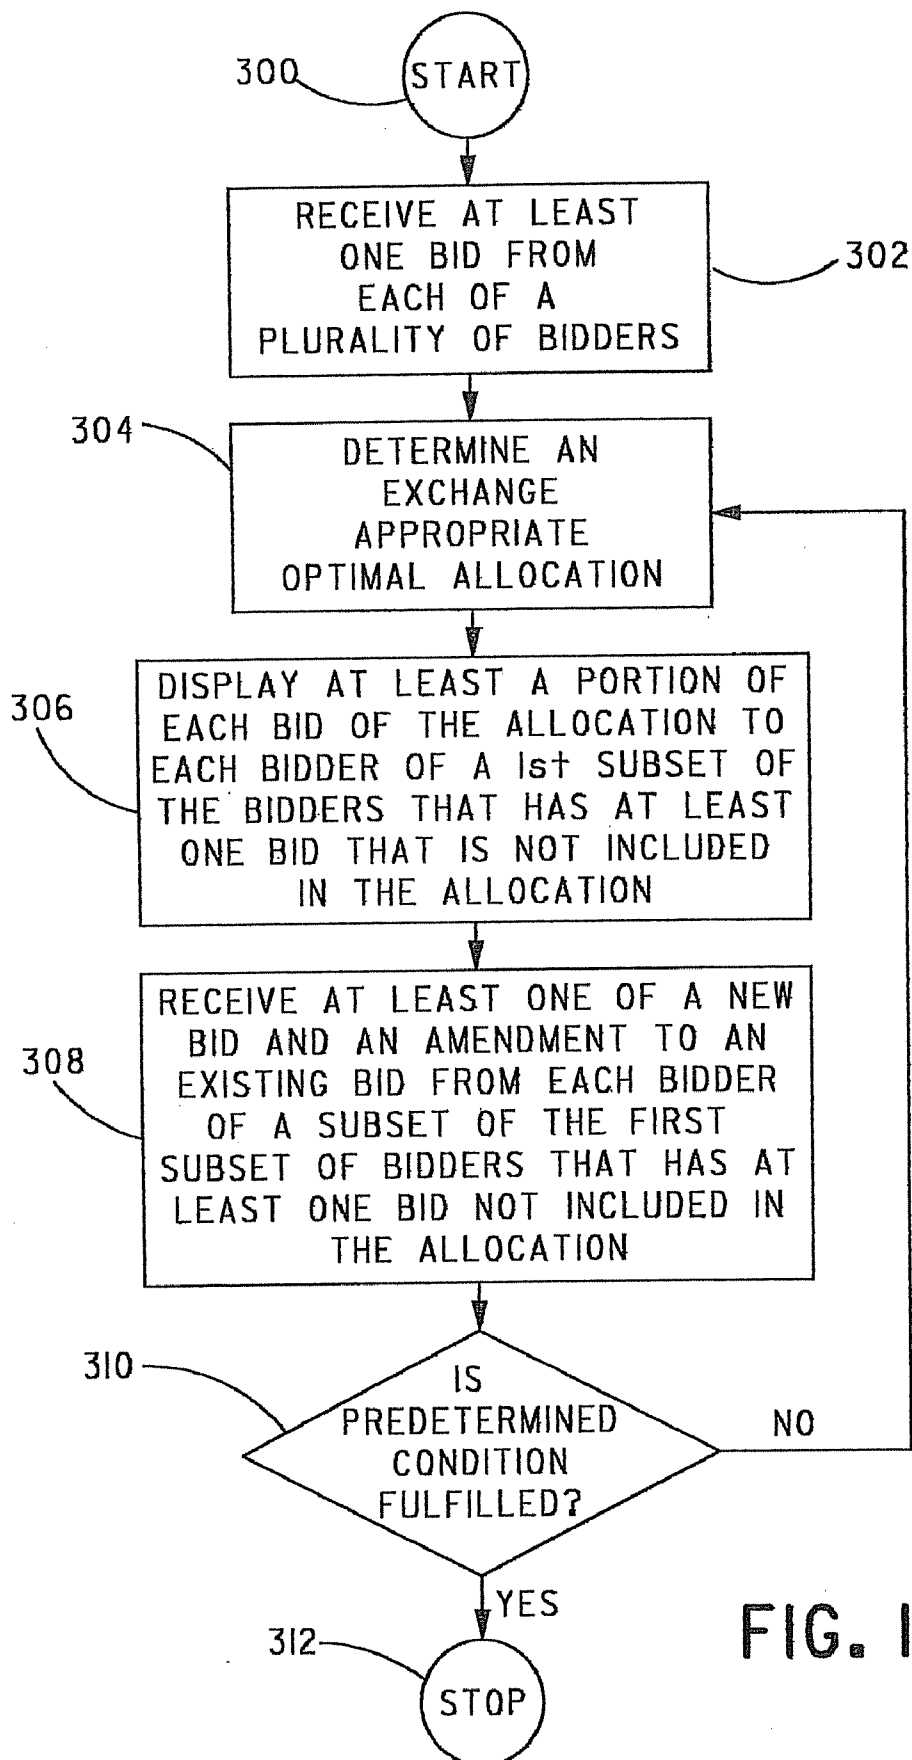 START
300
RECEIVE AT LEAST
ONE BID FROM
EACH OF A
PLURALITY OF BIDDERS
302
304
DETERMINE AN
EXCHANGE
APPROPRIATE
OPTIMAL ALLOCATION
306
DISPLAY AT LEAST A PORTION OF
EACH BID OF THE ALLOCATION TO
EACH BIDDER OF A 1st SUBSET OF
THE BIDDERS THAT HAS AT LEAST
ONE BID THAT IS NOT INCLUDED
IN THE ALLOCATION
308
RECEIVE AT LEAST ONE OF A NEW
BID AND AN AMENDMENT TO AN
EXISTING BID FROM EACH BIDDER
OF A SUBSET OF THE FIRST
SUBSET OF BIDDERS THAT HAS AT
LEAST ONE BID NOT INCLUDED IN
THE ALLOCATION
310
IS
PREDETERMINED
CONDITION
FULFILLED?
NO
YES
312
STOP
FIG. 1